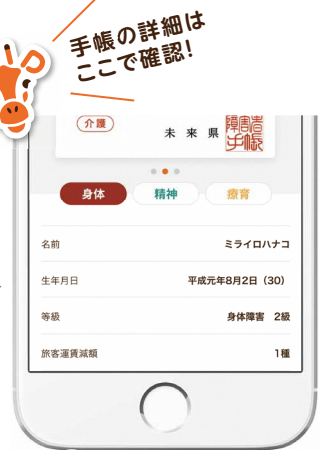 手帳の詳細は
ここで確認!
介護
未来県
障害者
手帳
身体 精神 療育
名前 ミライロハナコ
生年月日 平成元年8月2日（30）
等級 身体障害 2級
旅客運賃減額 1種